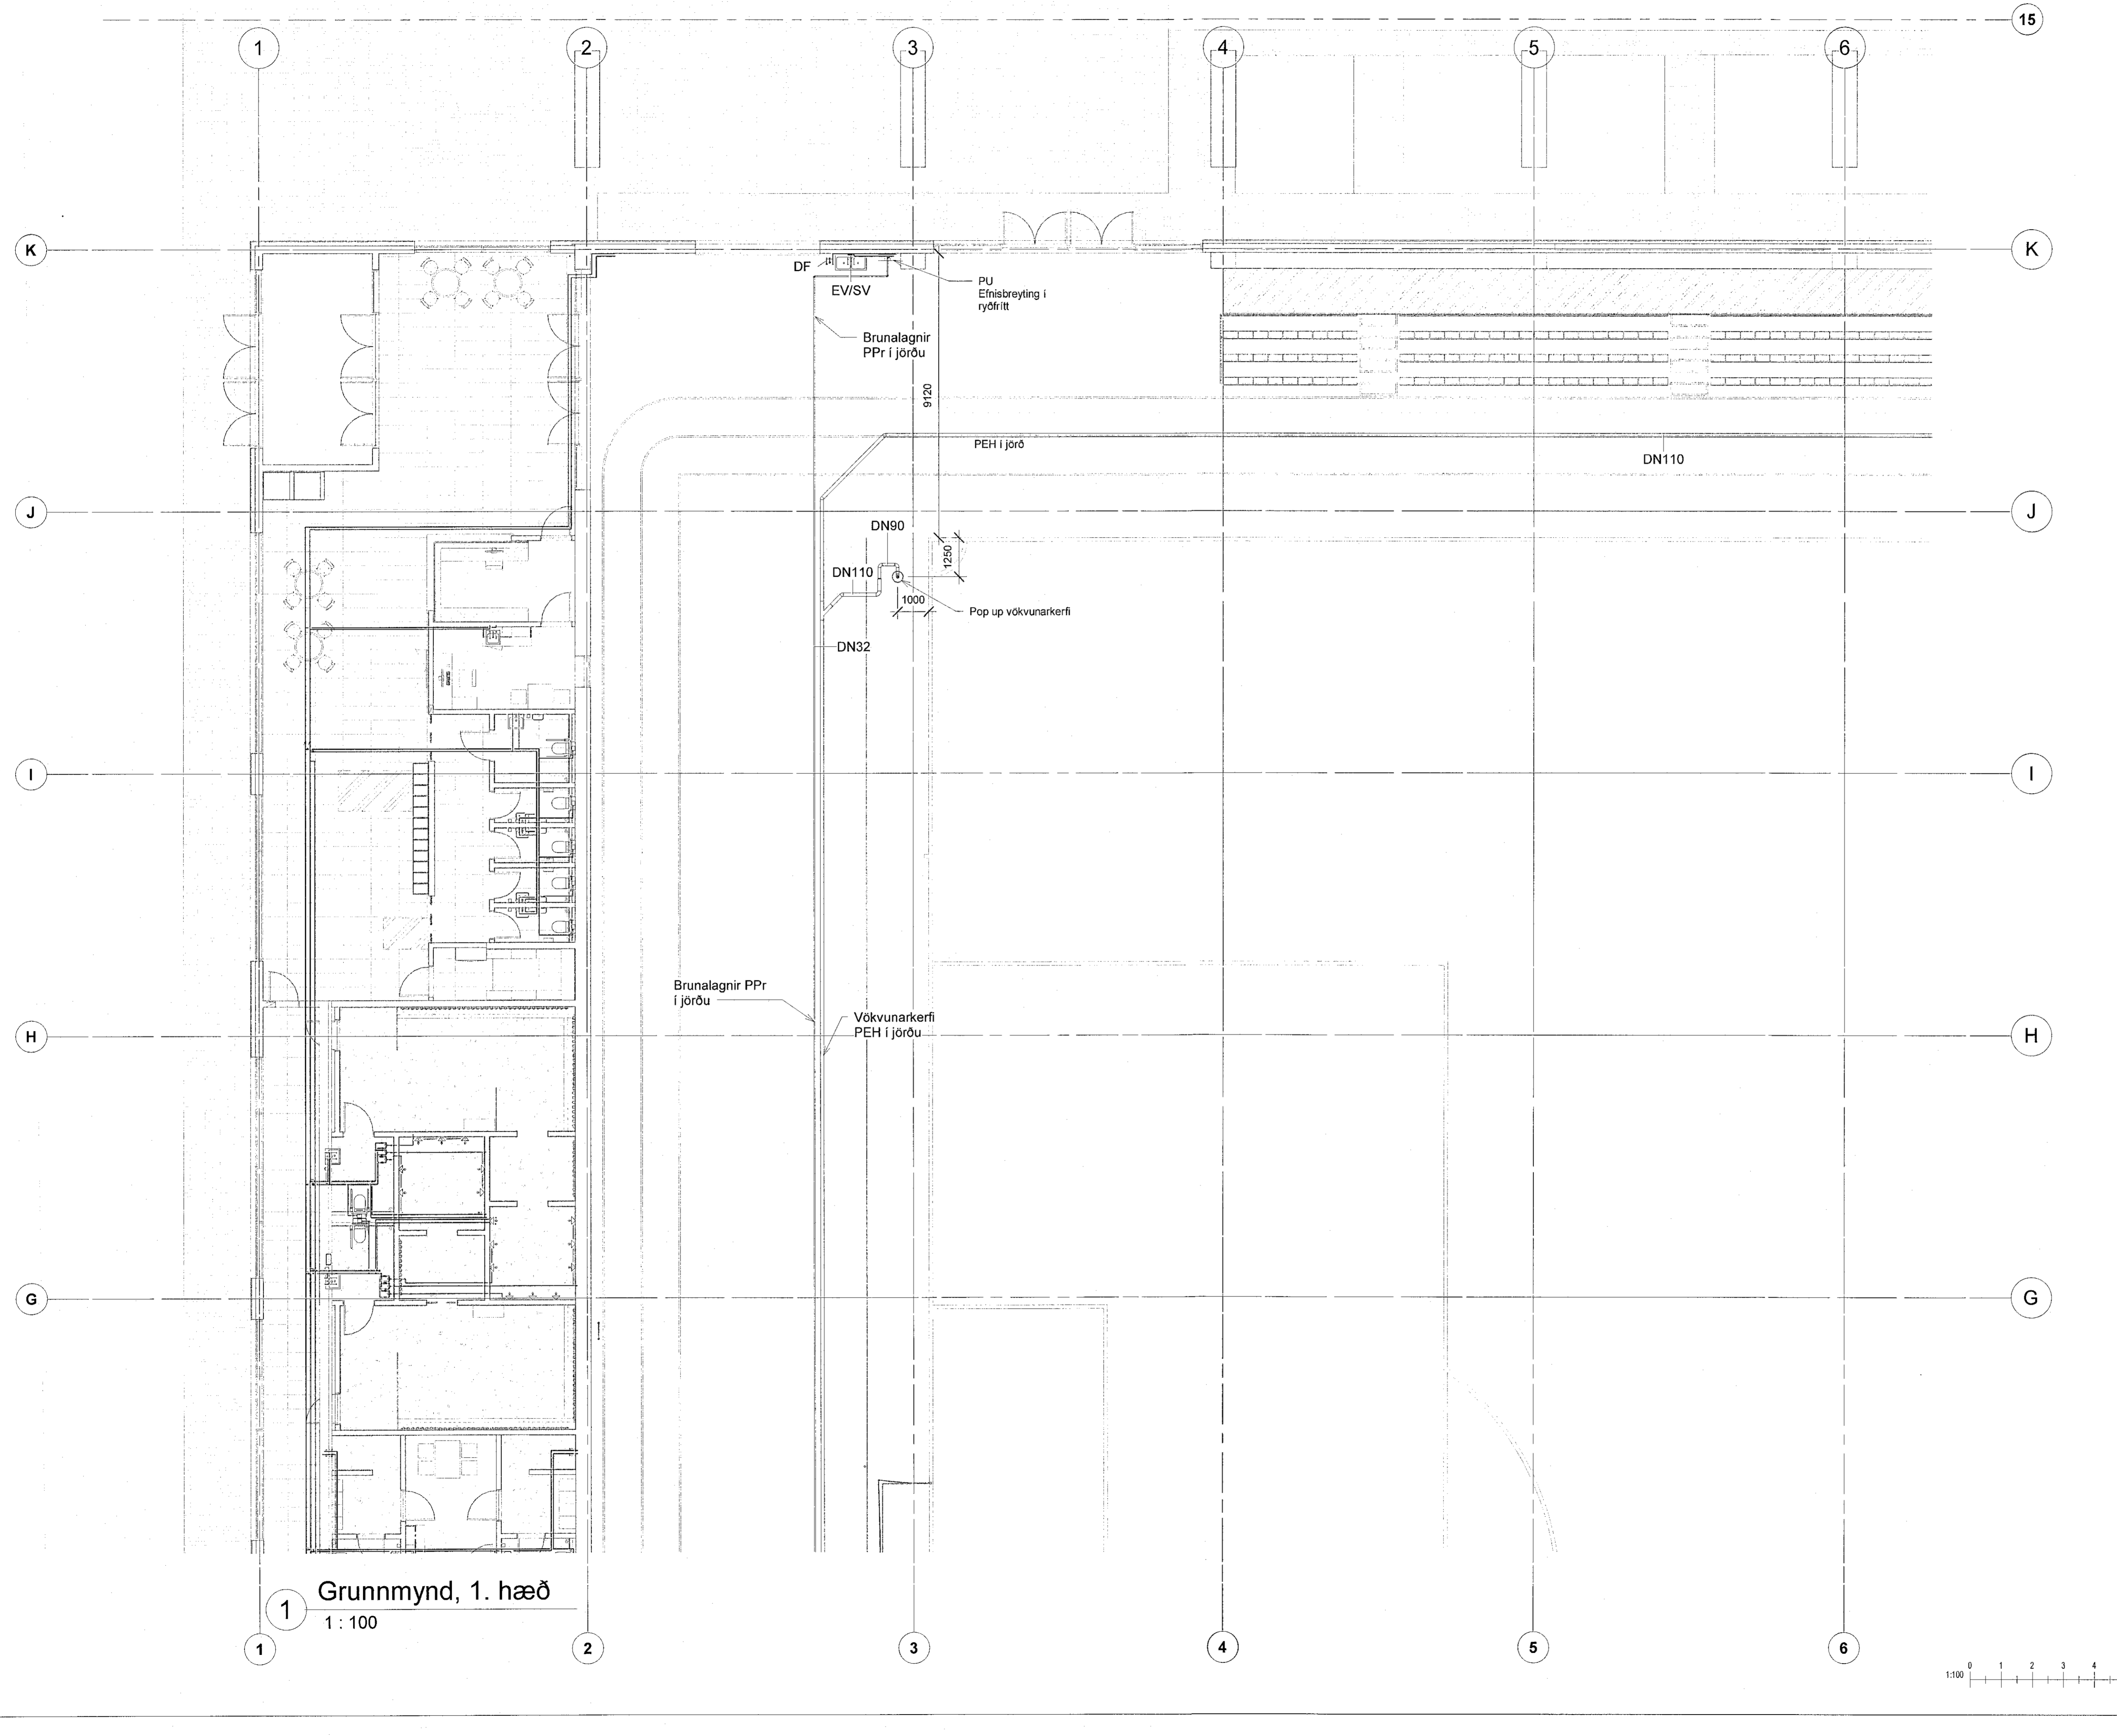 15
1
2
3
4
5
6
K
K
DF
EV/SV
PU
Efnisbreyting í
ryðfrítt
Brunalagnir
PPr í jörðu
9120
PEH í jörð
DN110
J
J
DN90
1250
DN110
1000
Pop up vökvunarkerfi
DN32
I
I
Brunalagnir PPr
í jörðu
Vökvunarkerfi
PEH í jörðu
H
H
G
G
1
Grunnmynd, 1. hæð
1 : 100
1
2
3
4
5
6
1:100
0
1
2
3
4